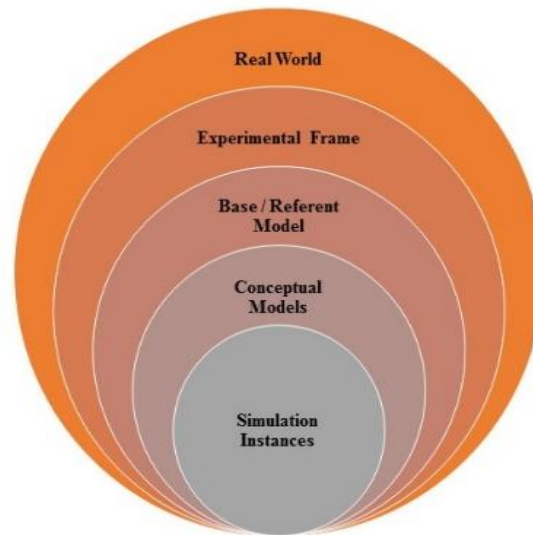 Real World
Experimental Frame
Base / Referent
Model
Conceptual
Models
Simulation
Instances